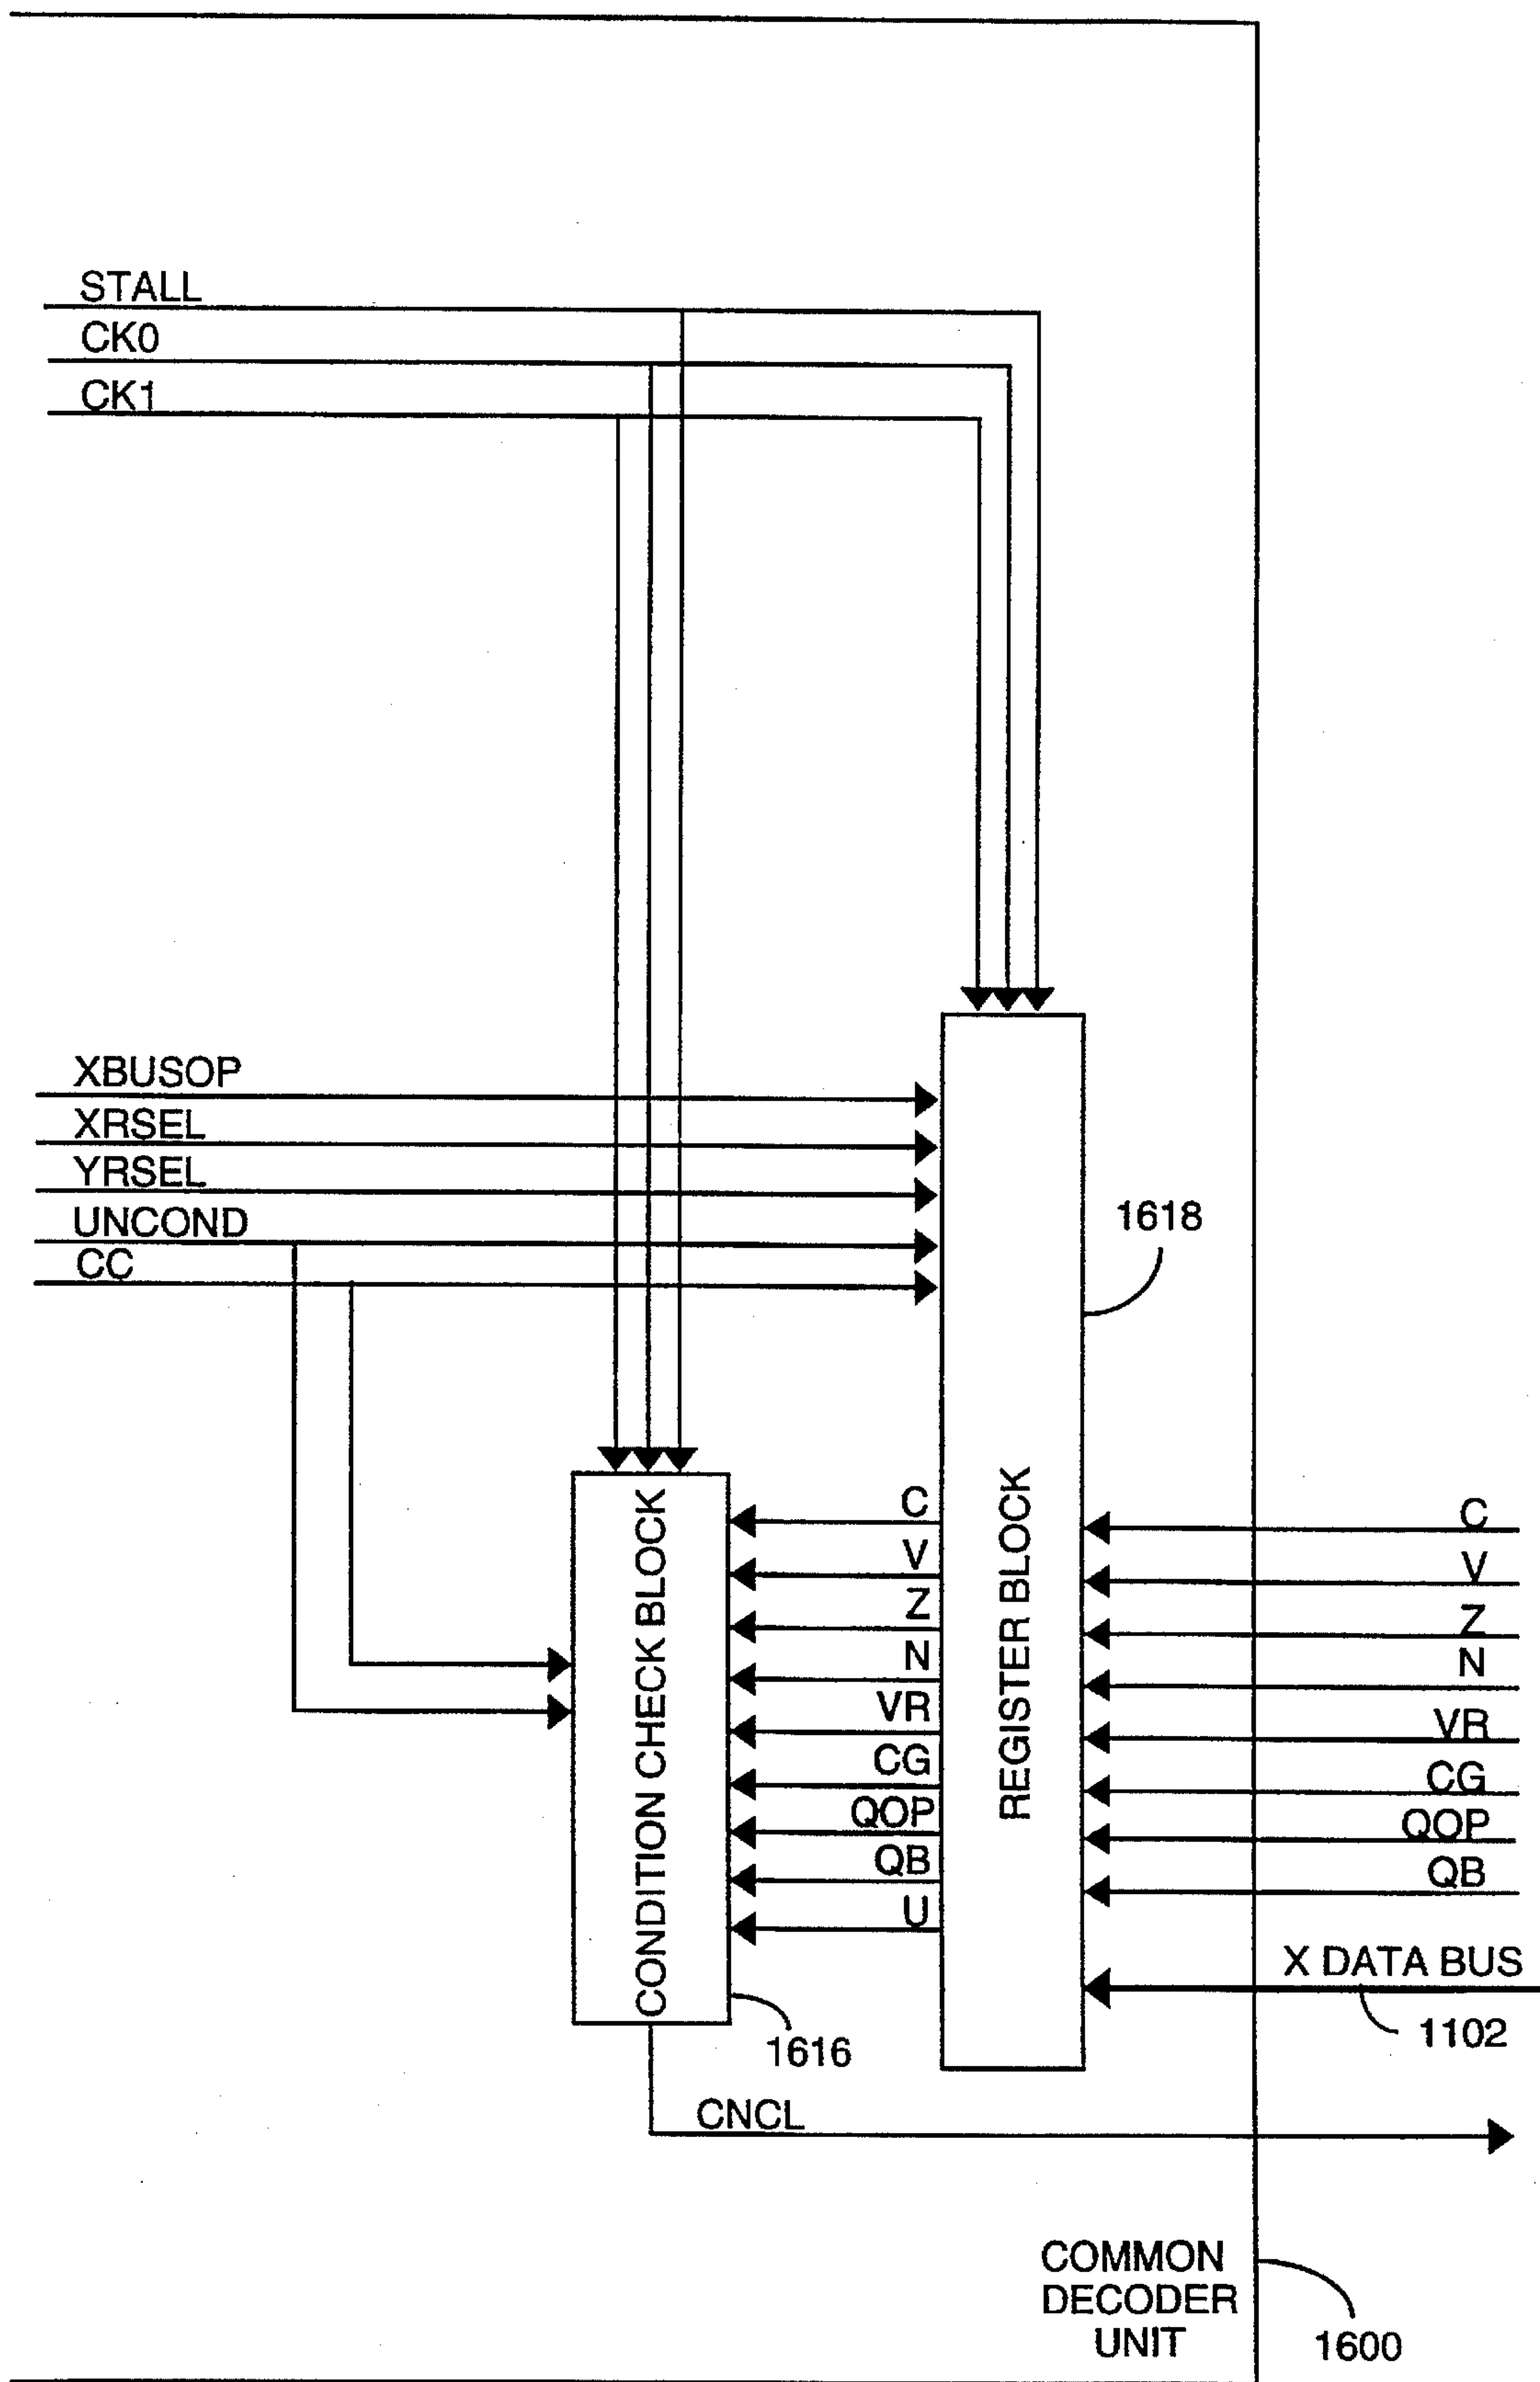 STALL
CK0
CK1
XBUSOP
XRSEL
YRSEL
UNCOND
CC
1618
CONDITION CHECK BLOCK
C
V
Z
N
VR
CG
QOP
QB
U
REGISTER BLOCK
C
V
Z
N
VR
CG
QOP
QB
X DATA BUS
1102
1616
CNCL
COMMON
DECODER
UNIT
1600